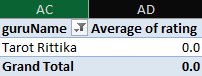 AC AD
guruName Average of rating
Tarot Rittika 0.0
Grand Total 0.0